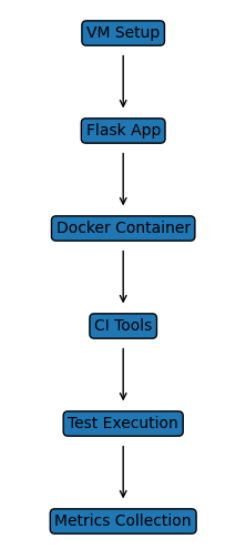 VM Setup
Flask App
Docker Container
CI Tools
Test Execution
Metrics Collection